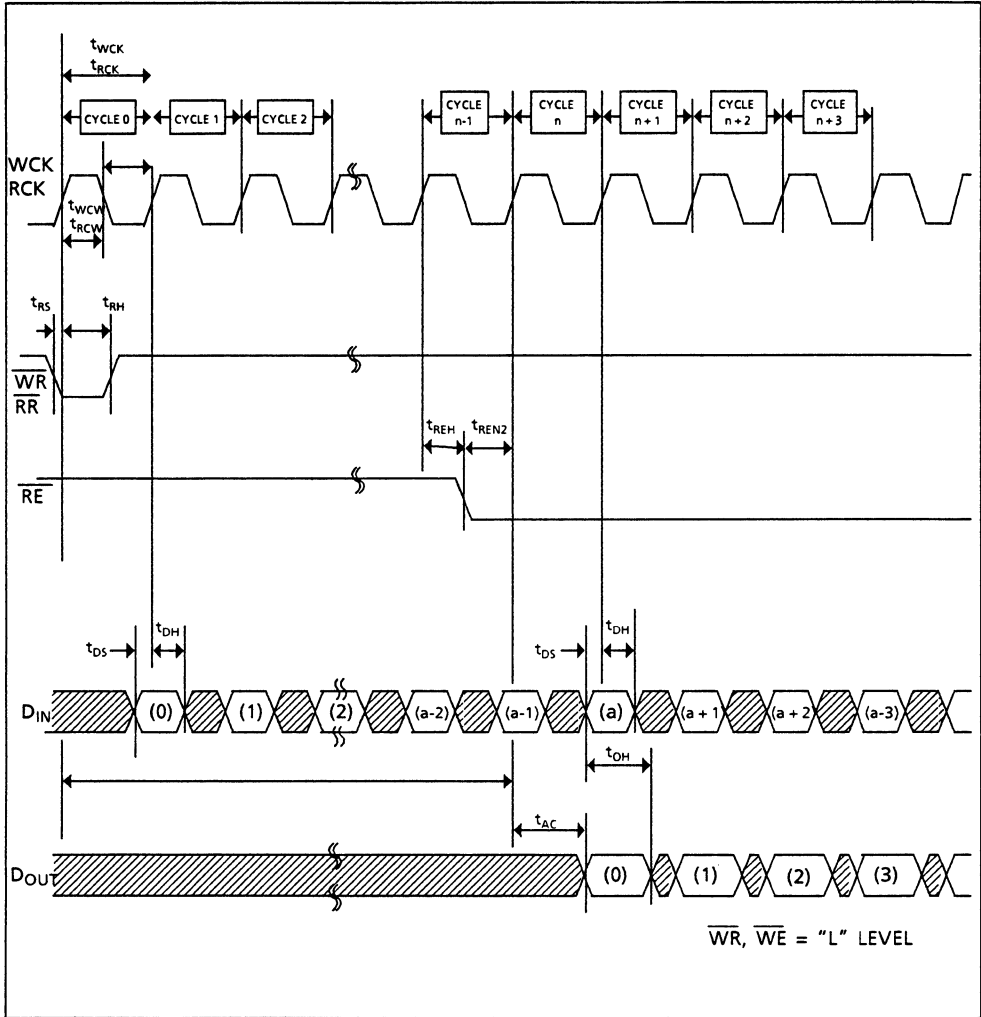 tWCK
tRCK
CYCLE 0 CYCLE 1 CYCLE 2 CYCLE n-1 CYCLE n CYCLE n + 1 CYCLE n + 2 CYCLE n + 3
WCK
RCK
tWCW
tRCW
tRS tRH
WR
RR
tREH tREN2
RE
tDS tDH tDS tDH
DIN (0) (1) (2) (a-2) (a-1) (a) (a + 1) (a + 2) (a-3)
tOH
tAC
DOUT (0) (1) (2) (3)
WR, WE = "L" LEVEL